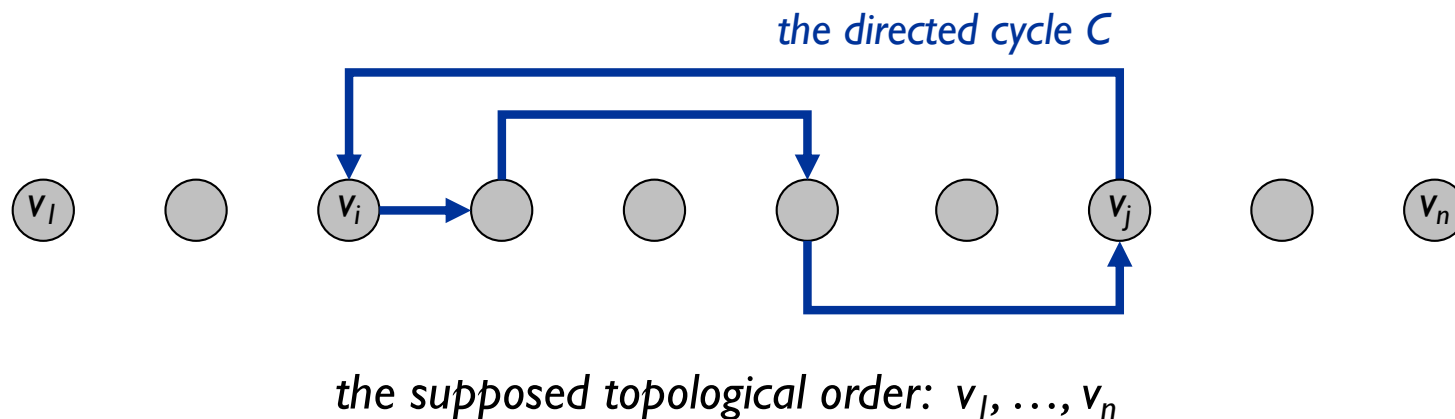 the directed cycle C
v1 vi vj vn
the supposed topological order: v1, …, vn